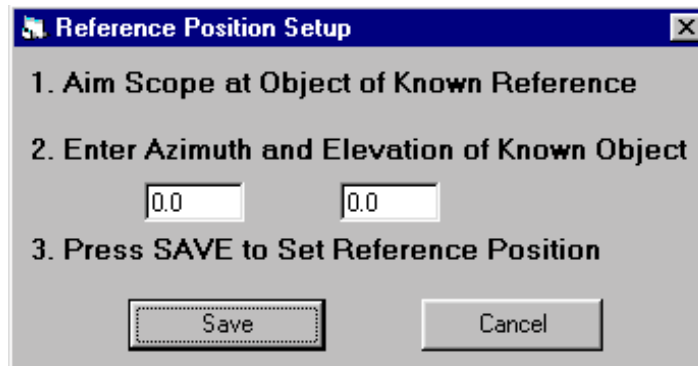 Reference Position Setup
1. Aim Scope at Object of Known Reference
2. Enter Azimuth and Elevation of Known Object
0.0 0.0
3. Press SAVE to Set Reference Position
Save Cancel